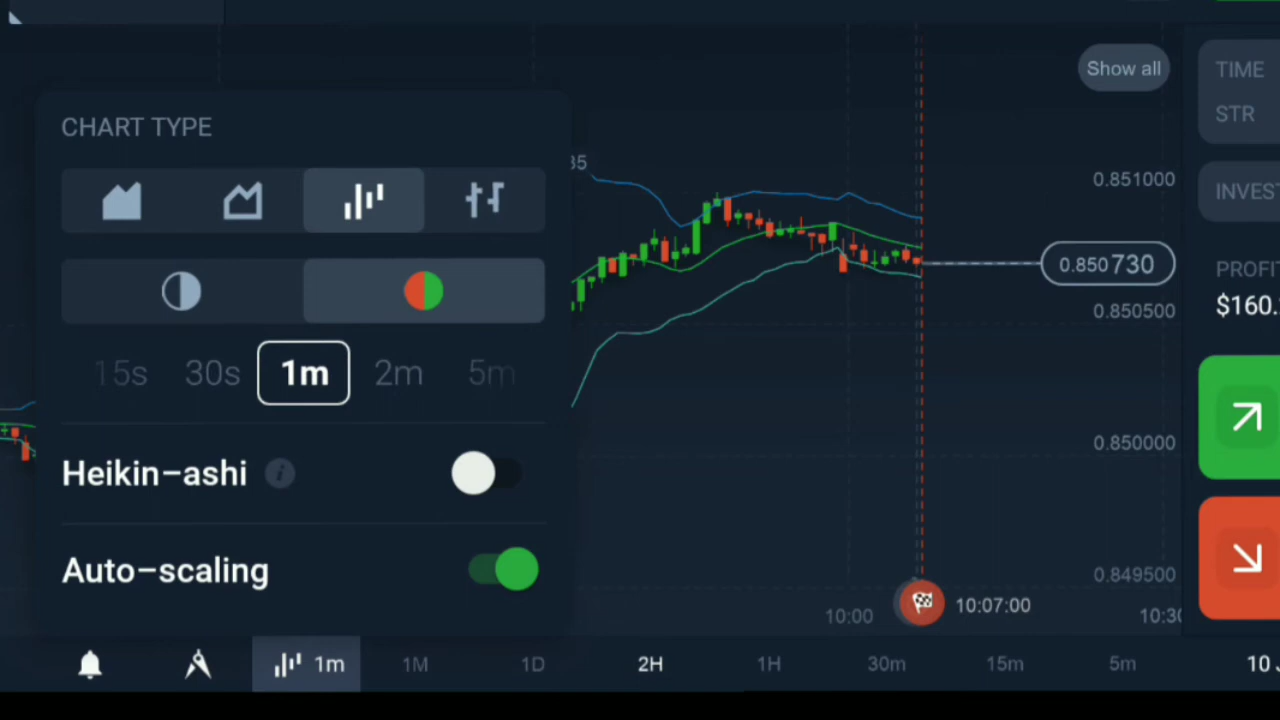 Show all
TIME
STR
CHART TYPE
35
0.851000
INVES
0.850730
PROFIT
$160.
0.850500
15s 30s 1m 2m 5m
0.850000
Heikin-ashi i
Auto-scaling
0.849500
10:00 10:07:00 10:30
1m 1M 1D 2H 1H 30m 15m 5m 10 J